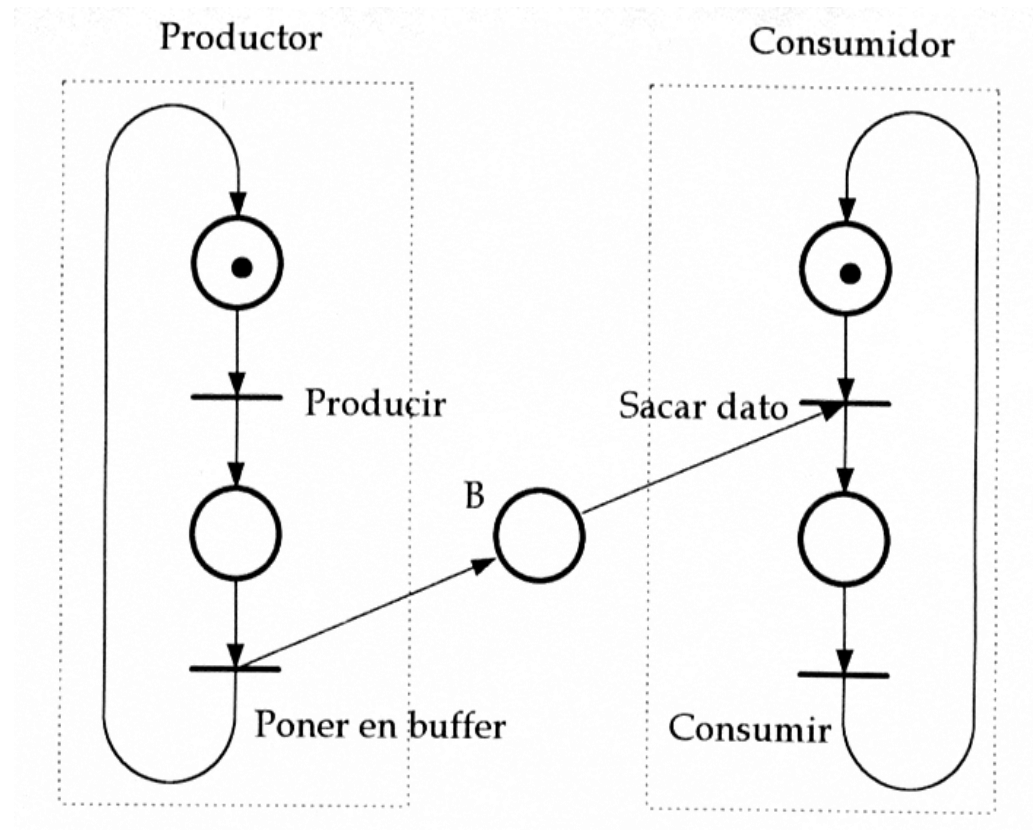 Productor
Consumidor
Producir
Sacar dato
B
Poner en buffer
Consumir